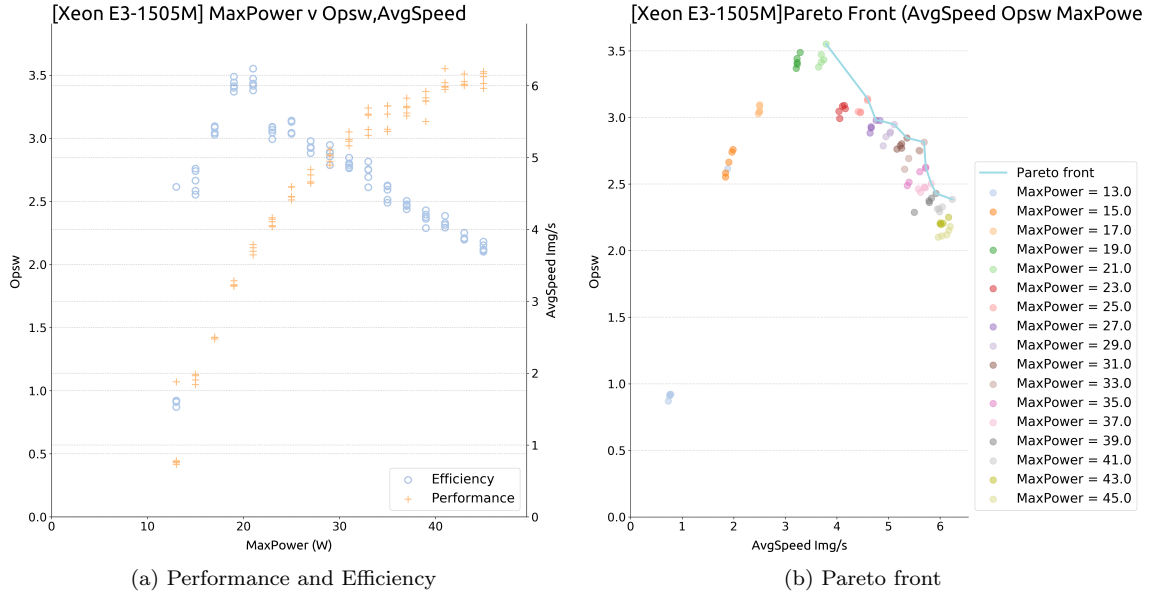 [Xeon E3-1505M] MaxPower v Opsw,AvgSpeed
3.5
3.0
2.5
2.0
1.5
1.0
0.5
0.0
Opsw
0
10
20
30
40
MaxPower (W)
6
5
4
3
2
1
0
AvgSpeed Img/s
Efficiency
Performance
(a) Performance and Efficiency
[Xeon E3-1505M]Pareto Front (AvgSpeed Opsw MaxPowe
3.5
3.0
2.5
2.0
1.5
1.0
0.5
0.0
Opsw
0
1
2
3
4
5
6
AvgSpeed Img/s
Pareto front
MaxPower = 13.0
MaxPower = 15.0
MaxPower = 17.0
MaxPower = 19.0
MaxPower = 21.0
MaxPower = 23.0
MaxPower = 25.0
MaxPower = 27.0
MaxPower = 29.0
MaxPower = 31.0
MaxPower = 33.0
MaxPower = 35.0
MaxPower = 37.0
MaxPower = 39.0
MaxPower = 41.0
MaxPower = 43.0
MaxPower = 45.0
(b) Pareto front